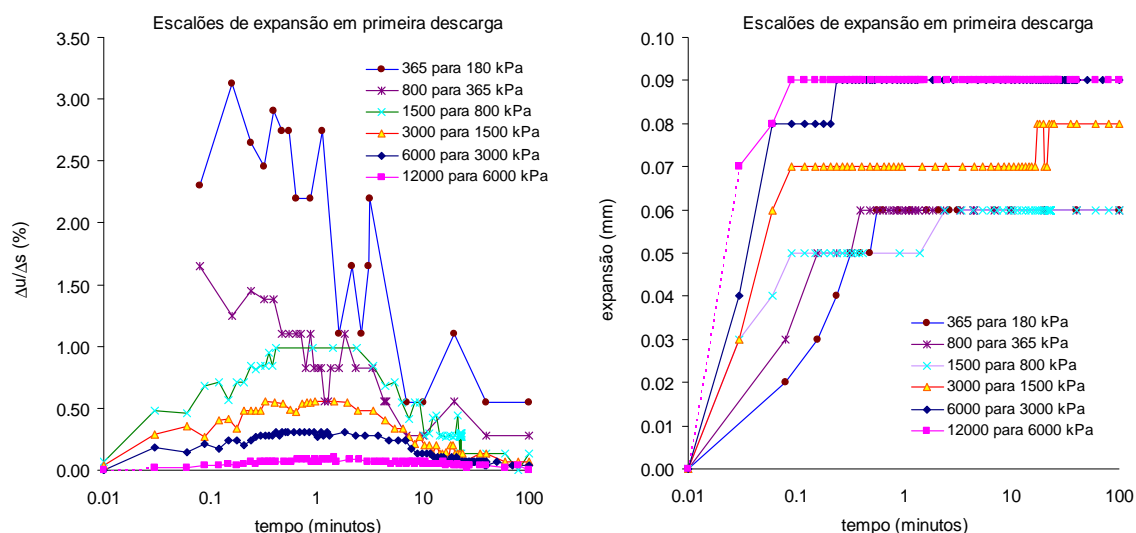 Escalões de expansão em primeira descarga
3.50
3.00
2.50
2.00
1.50
1.00
0.50
0.00
Δu/Δs (%)
0.01
0.1
1
10
100
tempo (minutos)
365 para 180 kPa
800 para 365 kPa
1500 para 800 kPa
3000 para 1500 kPa
6000 para 3000 kPa
12000 para 6000 kPa
Escalões de expansão em primeira descarga
0.10
0.09
0.08
0.07
0.06
0.05
0.04
0.03
0.02
0.01
0.00
expansão (mm)
0.01
0.1
1
10
100
tempo (minutos)
365 para 180 kPa
800 para 365 kPa
1500 para 800 kPa
3000 para 1500 kPa
6000 para 3000 kPa
12000 para 6000 kPa